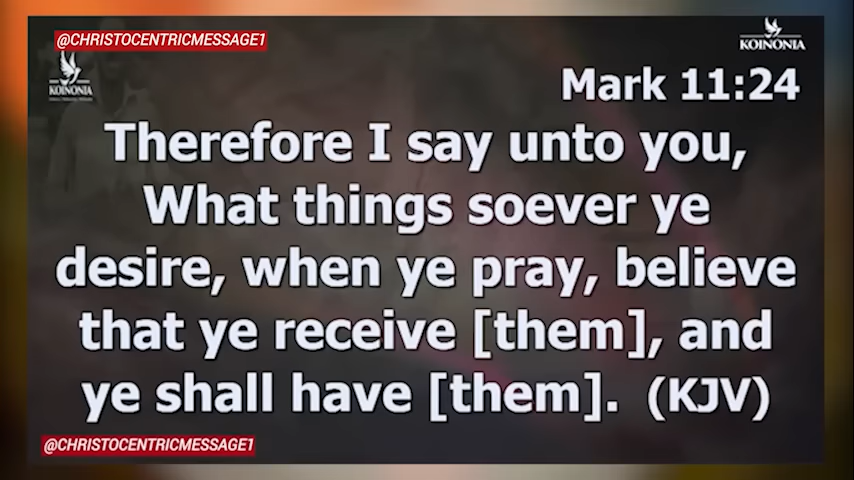 @CHRISTOCENTRICMESSAGE1
KOINONIA
KOINONIA
Mark 11:24
Therefore I say unto you,
What things soever ye
desire, when ye pray, believe
that ye receive [them], and
ye shall have [them]. (KJV)
@CHRISTOCENTRICMESSAGE1